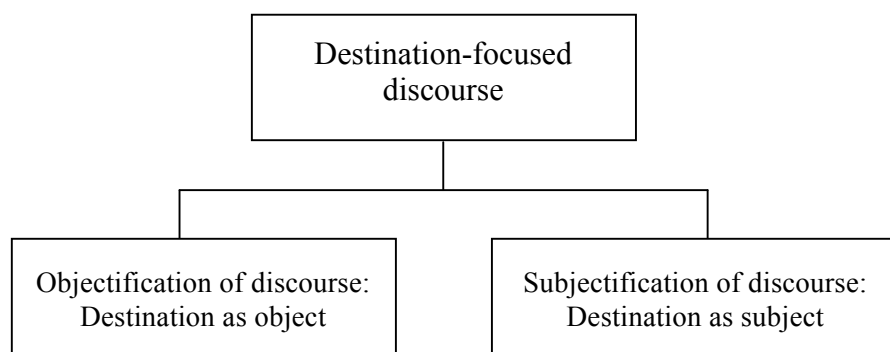 Destination-focused
discourse
Objectification of discourse:
Destination as object
Subjectification of discourse:
Destination as subject